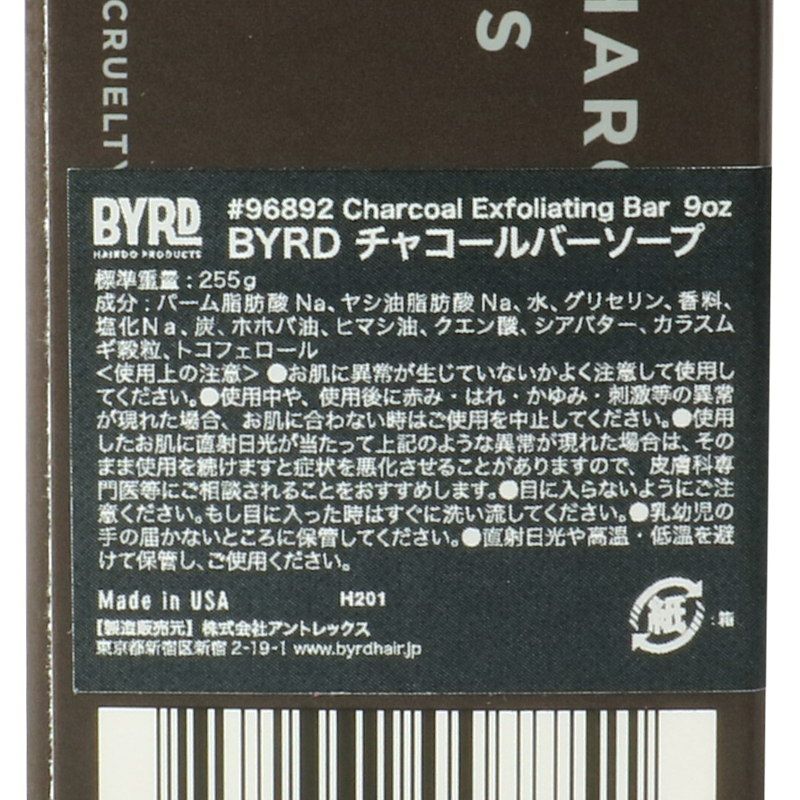 CRUELTY
S
HARC
BYRD
HAIRDO PRODUCTS
#96892 Charcoal Exfoliating Bar 9oz
BYRD チャコールバーソープ
標準重量：255g
成分：パーム脂肪酸Na、ヤシ油脂肪酸Na、水、グリセリン、香料、
塩化Na、炭、ホホバ油、ヒマシ油、クエン酸、シアバター、カラスム
ギ穀粒、トコフェロール
＜使用上の注意＞ ●お肌に異常が生じていないかよく注意して使用し
てください。●使用中や、使用後に赤み・はれ・かゆみ・刺激等の異常
が現れた場合、お肌に合わない時はご使用を中止してください。●使用
したお肌に直射日光が当たって上記のような異常が現れた場合は、その
まま使用を続けますと症状を悪化させることがありますので、皮膚科専
門医等にご相談されることをおすすめします。●目に入らないようにご注
意ください。もし目に入った時はすぐに洗い流してください。●乳幼児の
手の届かないところに保管してください。●直射日光や高温・低温を避
けて保管し、ご使用ください。
Made in USA H201
【製造販売元】株式会社アントレックス
東京都新宿区新宿 2-19-1 www.byrdhair.jp
紙：箱